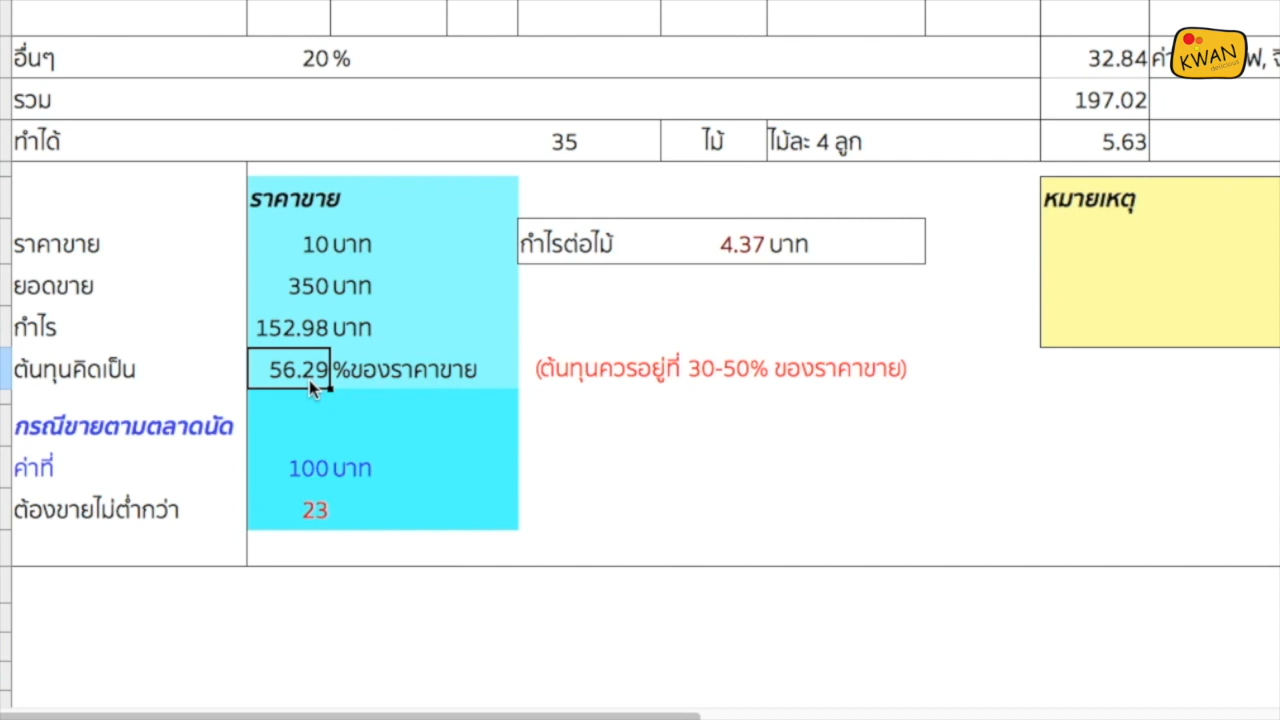 อื่นๆ 20 % 32.84
KWAN
delicious
รวม 197.02
ทำได้ 35 ไม้ ไม้ละ 4 ลูก 5.63
ราคาขาย หมายเหตุ
ราคาขาย 10 บาท กำไรต่อไม้ 4.37 บาท
ยอดขาย 350 บาท
กำไร 152.98 บาท
ต้นทุนคิดเป็น 56.29 %ของราคาขาย (ต้นทุนควรอยู่ที่ 30-50% ของราคาขาย)
กรณีขายตามตลาดนัด
ค่าที่ 100 บาท
ต้องขายไม่ต่ำกว่า 23